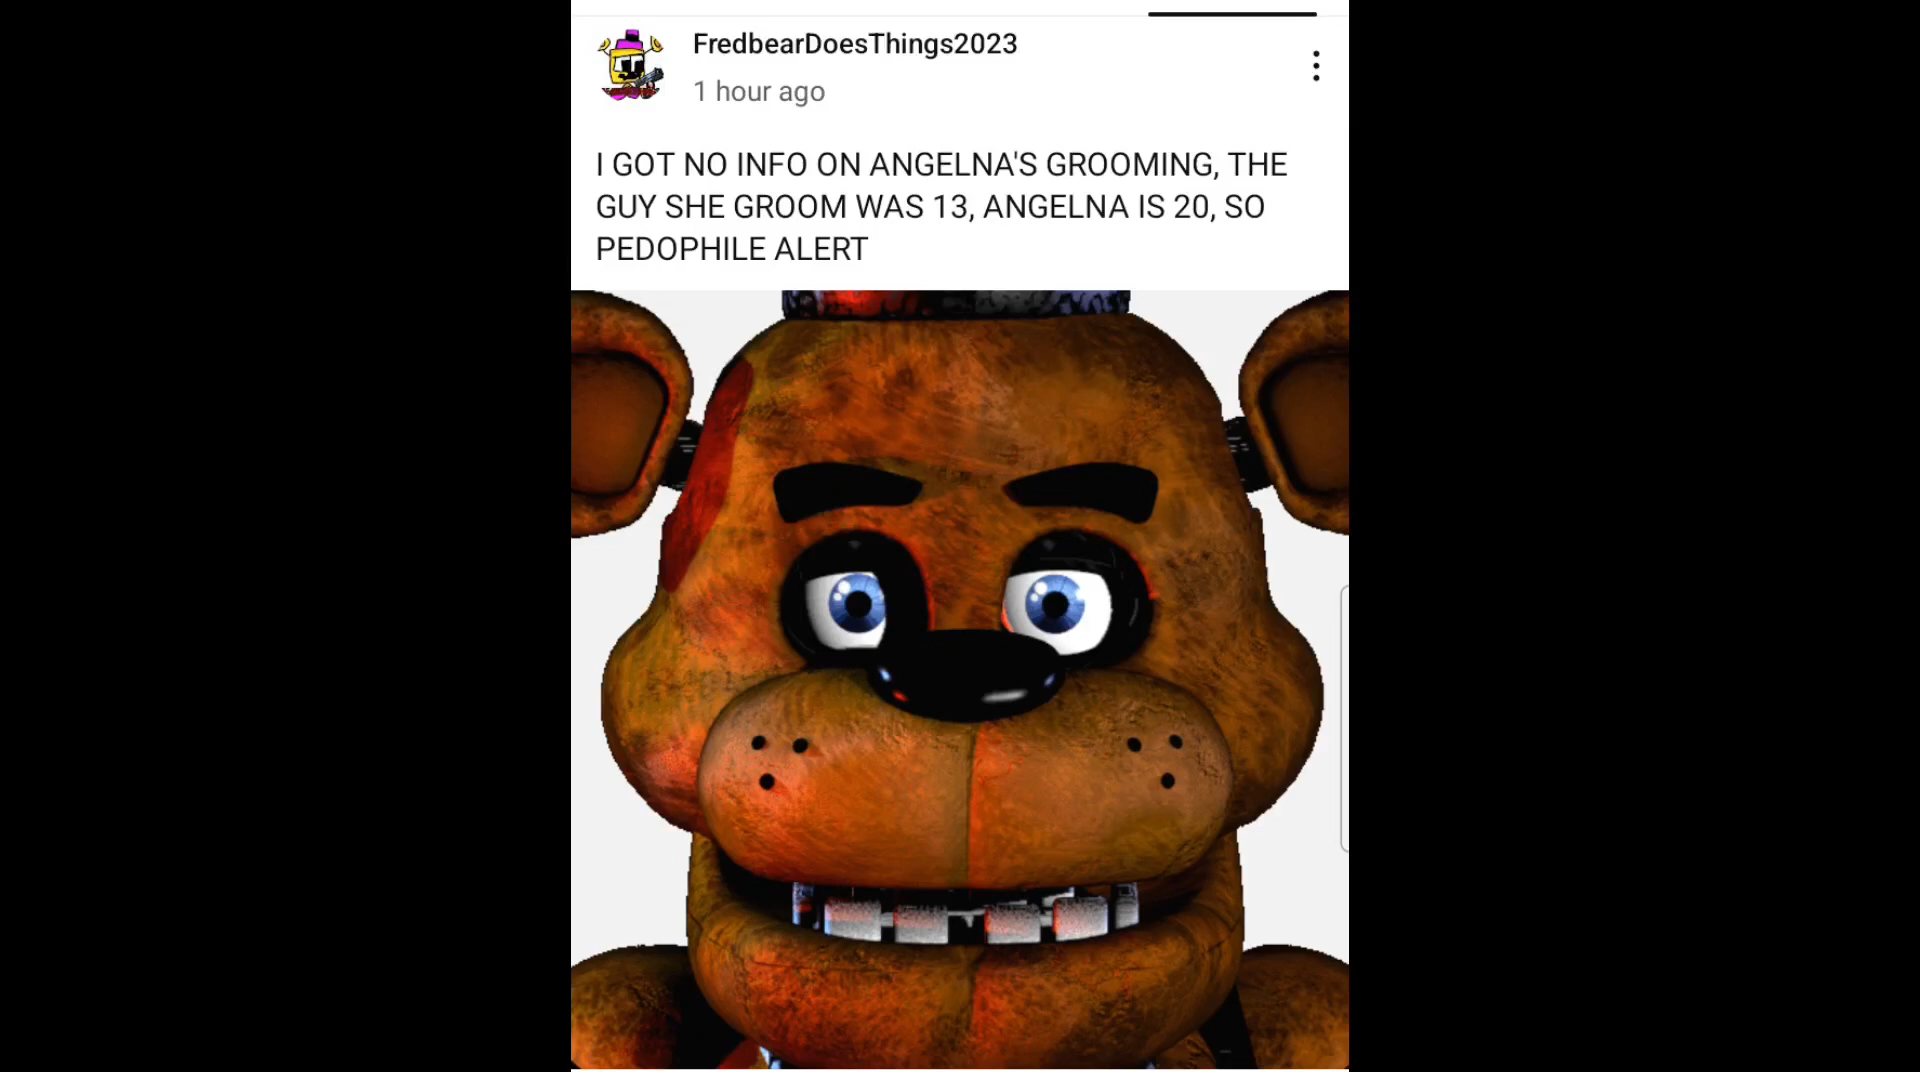 FredbearDoesThings2023
1 hour ago
I GOT NO INFO ON ANGELNA'S GROOMING, THE
GUY SHE GROOM WAS 13, ANGELNA IS 20, SO
PEDOPHILE ALERT